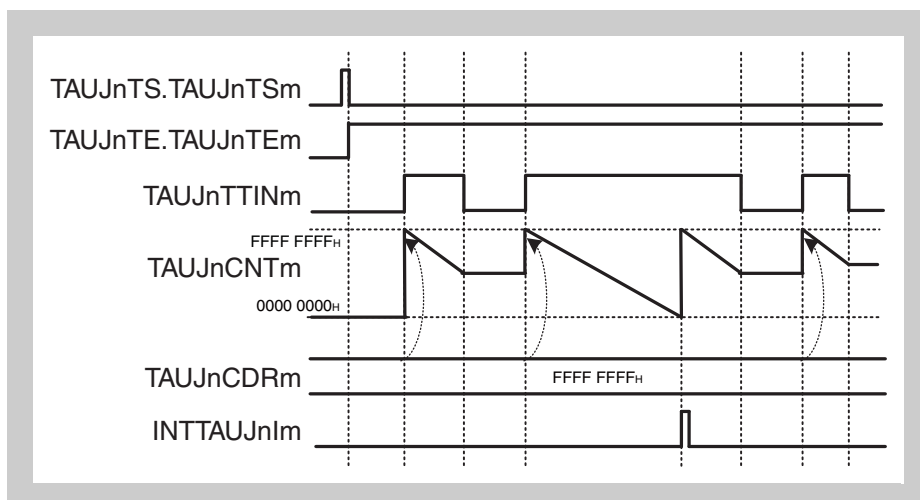 TAUJnTS.TAUJnTSm
TAUJnTE.TAUJnTEm
TAUJnTTINm
FFFF FFFFH
TAUJnCNTm
0000 0000H
TAUJnCDRm
FFFF FFFFH
INTTAUJnIm